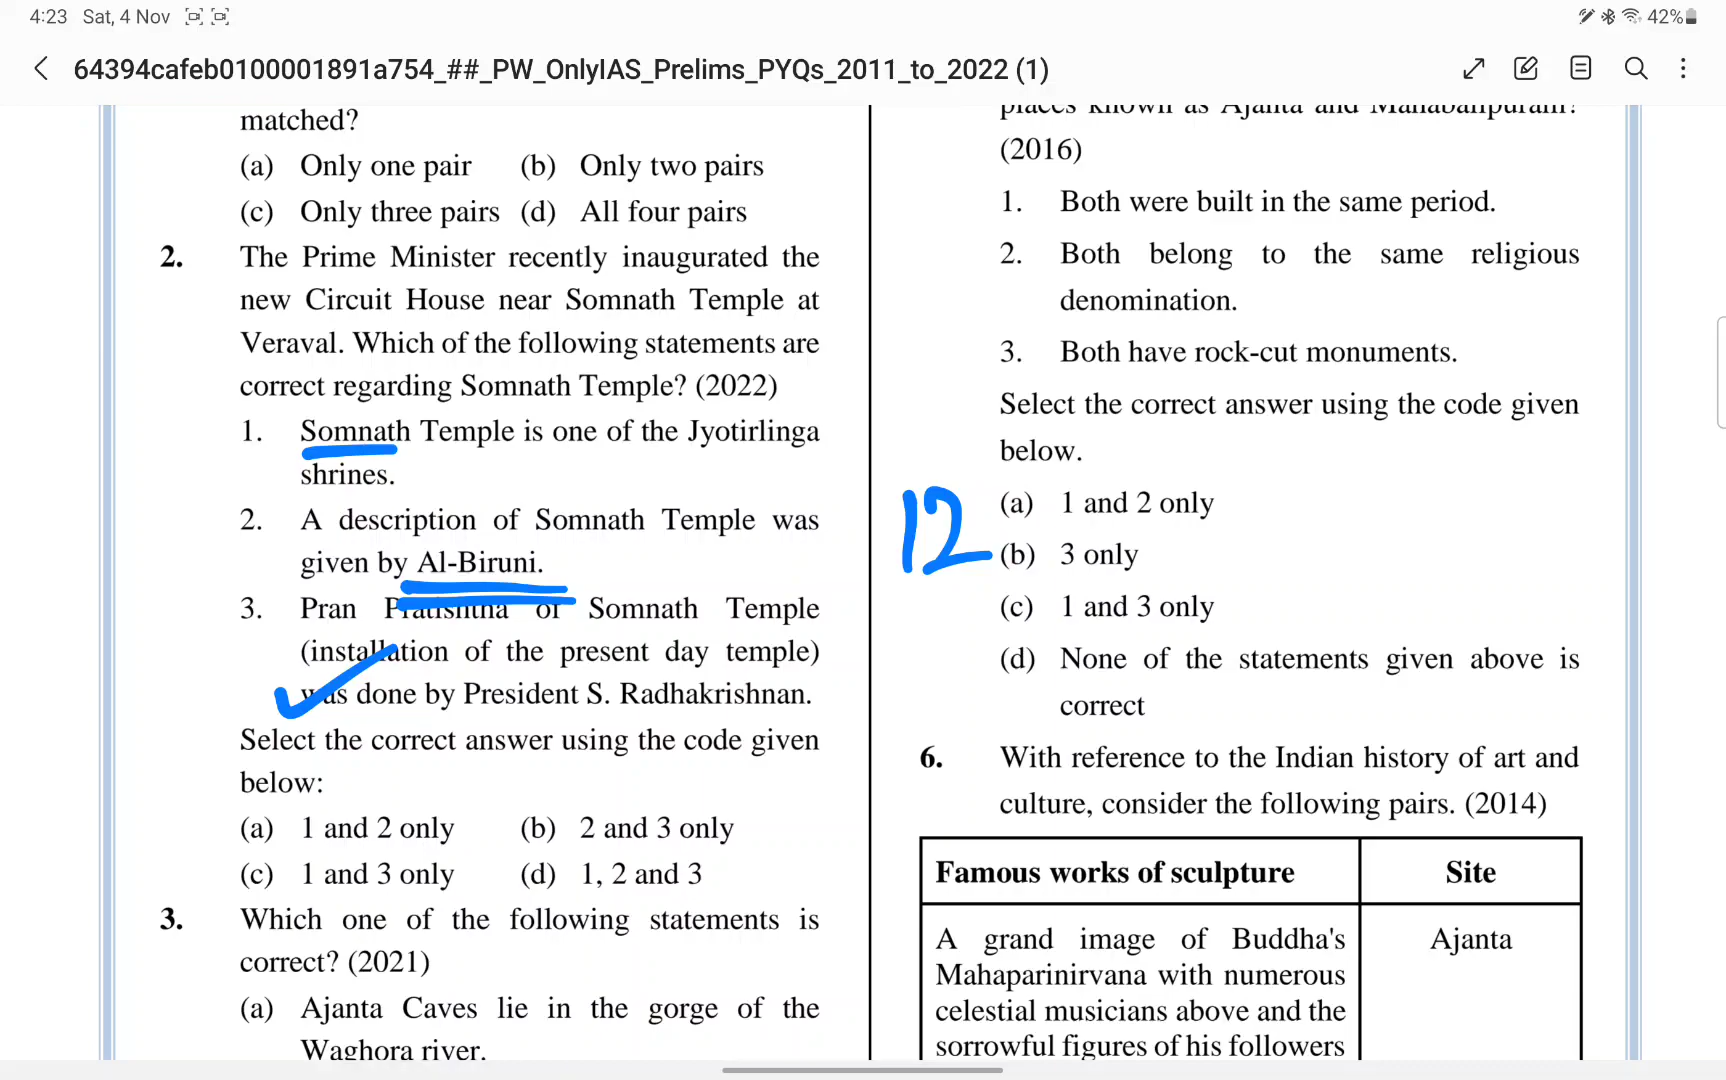 4:23 Sat, 4 Nov
42%
64394cafeb0100001891a754_##_PW_OnlyIAS_Prelims_PYQs_2011_to_2022 (1)
matched?
(a) Only one pair (b) Only two pairs
(c) Only three pairs (d) All four pairs
2. The Prime Minister recently inaugurated the
new Circuit House near Somnath Temple at
Veraval. Which of the following statements are
correct regarding Somnath Temple? (2022)
1. Somnath Temple is one of the Jyotirlinga
shrines.
2. A description of Somnath Temple was
given by Al-Biruni.
3. Pran Pratishtha of Somnath Temple
(installation of the present day temple)
was done by President S. Radhakrishnan.
Select the correct answer using the code given
below:
(a) 1 and 2 only (b) 2 and 3 only
(c) 1 and 3 only (d) 1, 2 and 3
3. Which one of the following statements is
correct? (2021)
(a) Ajanta Caves lie in the gorge of the
Waghora river.
places known as Ajanta and Mahabalipuram?
(2016)
1. Both were built in the same period.
2. Both belong to the same religious
denomination.
3. Both have rock-cut monuments.
Select the correct answer using the code given
below.
12
(a) 1 and 2 only
(b) 3 only
(c) 1 and 3 only
(d) None of the statements given above is
correct
6. With reference to the Indian history of art and
culture, consider the following pairs. (2014)
Famous works of sculpture Site
A grand image of Buddha's Ajanta
Mahaparinirvana with numerous
celestial musicians above and the
sorrowful figures of his followers